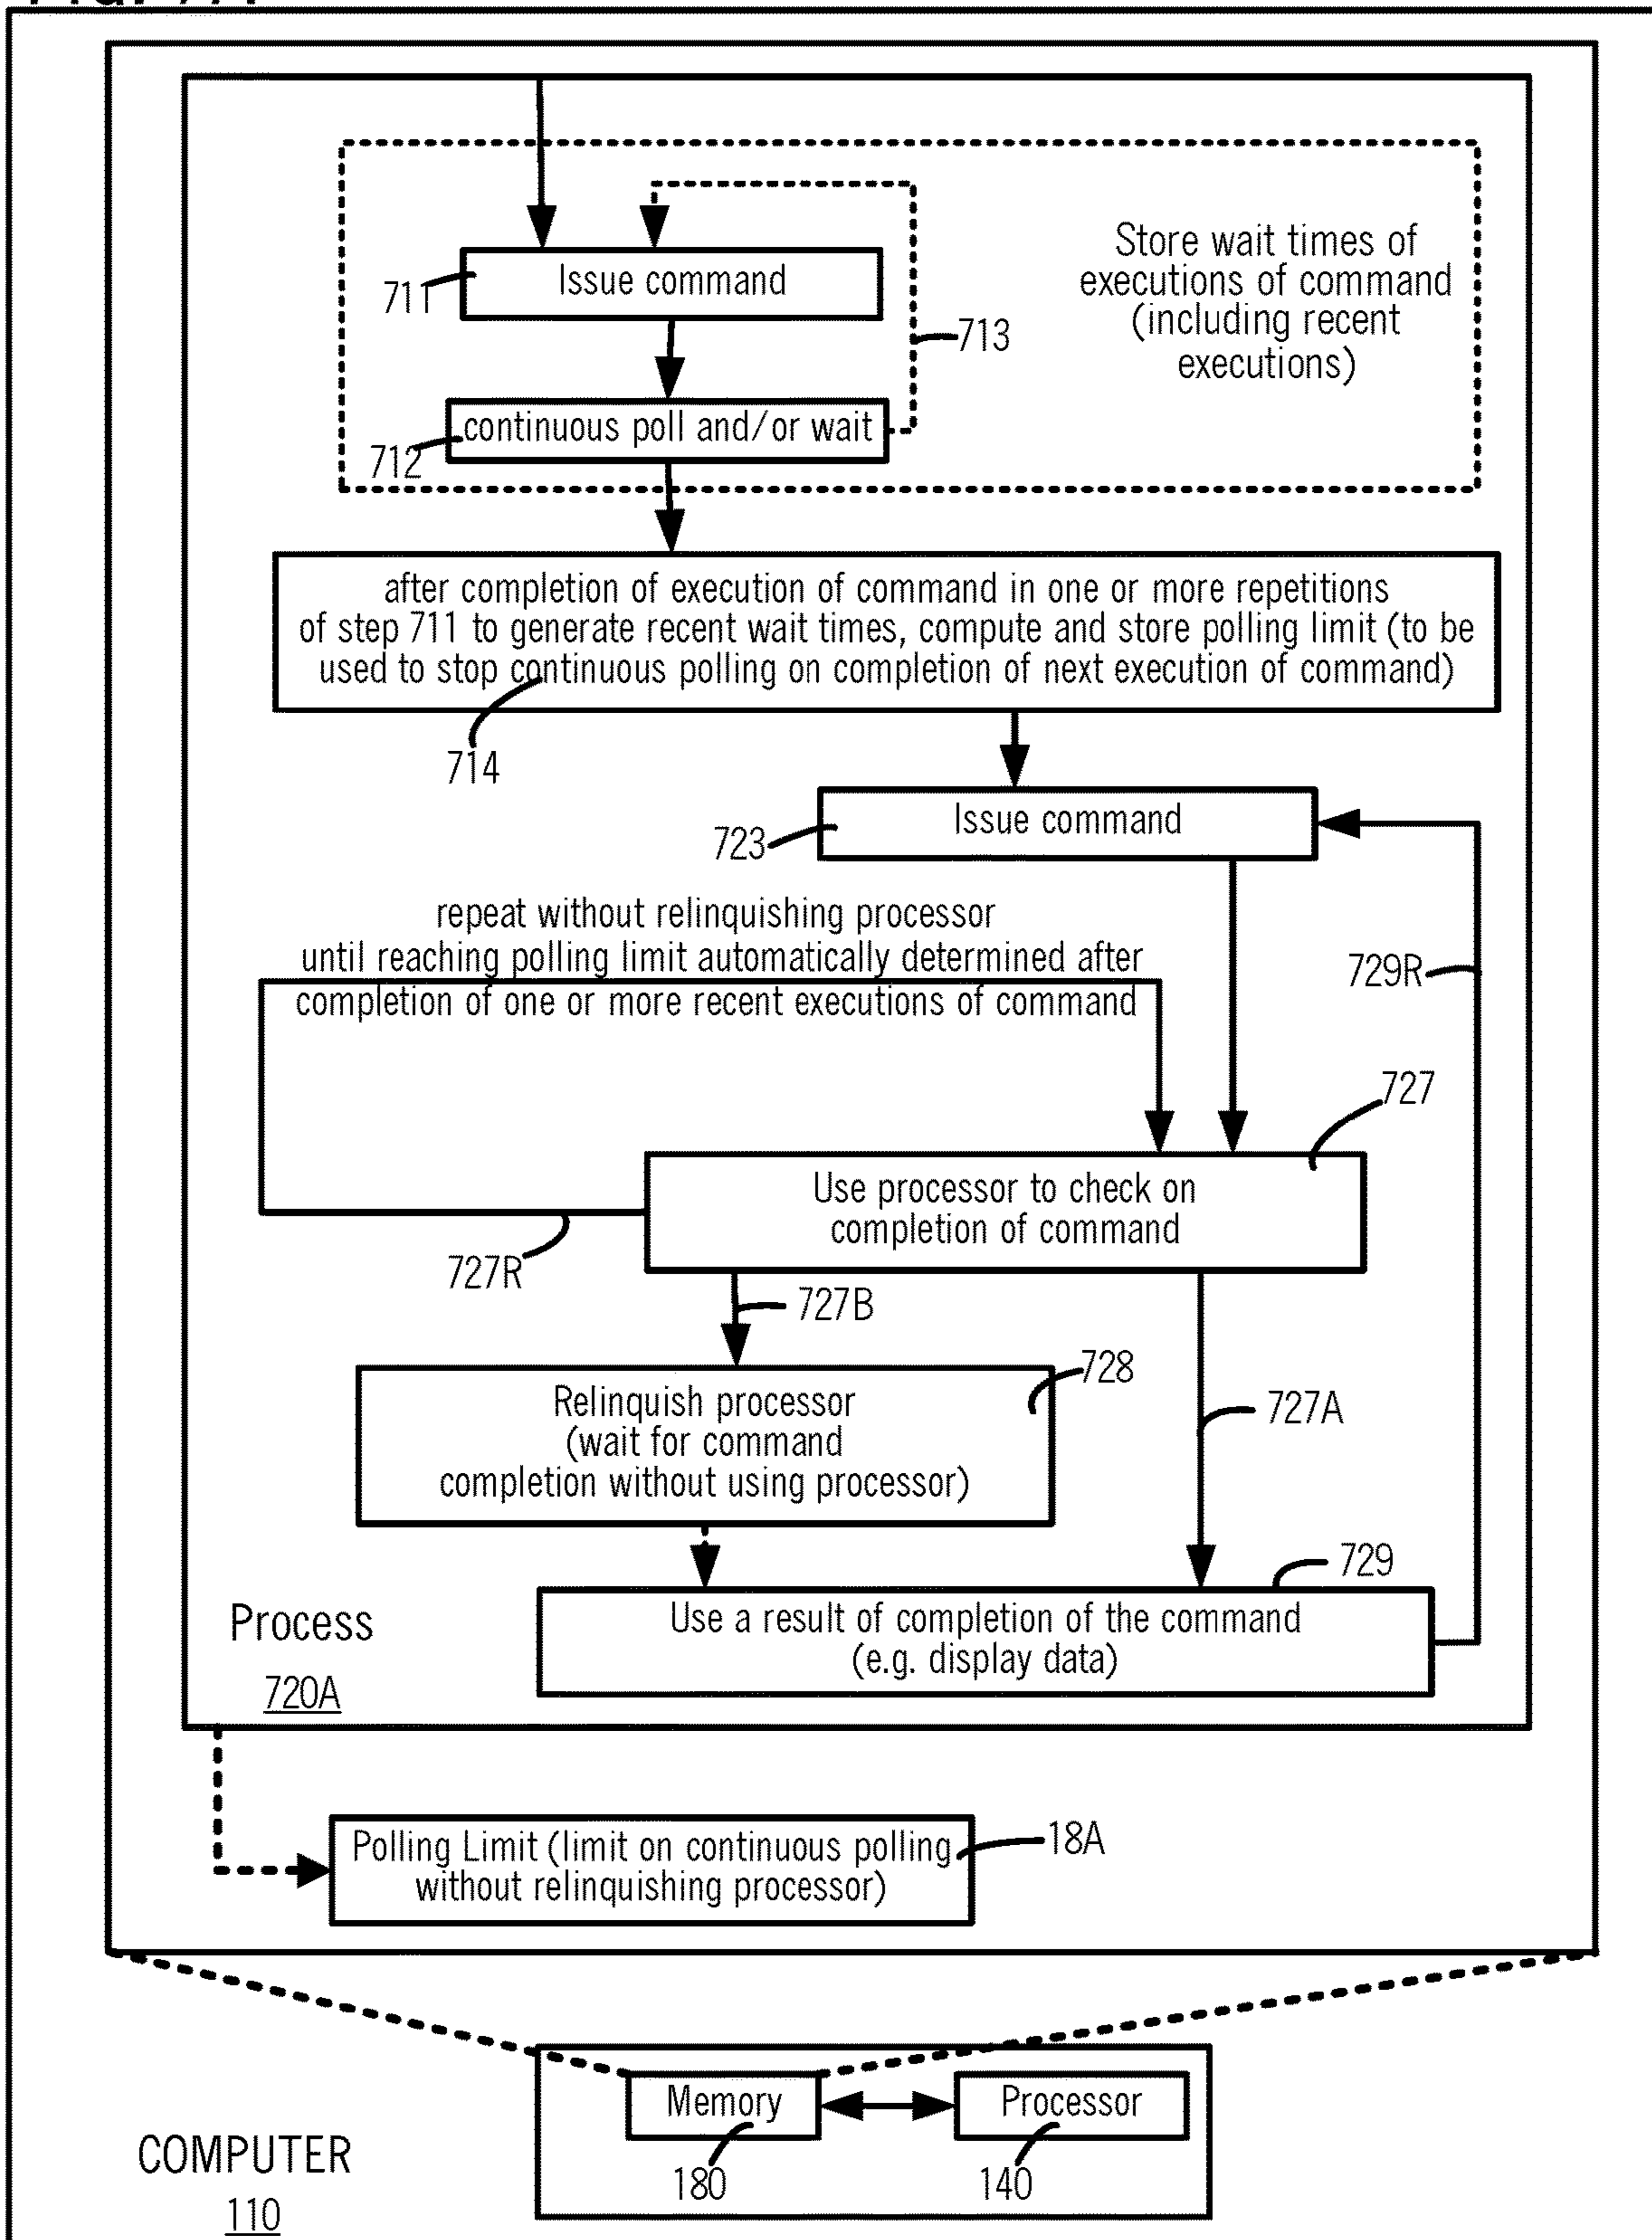 Issue command
711
Store wait times of
executions of command
(including recent
executions)
713
continuous poll and/or wait
712
after completion of execution of command in one or more repetitions
of step 711 to generate recent wait times, compute and store polling limit (to be
used to stop continuous polling on completion of next execution of command)
714
Issue command
723
repeat without relinquishing processor
until reaching polling limit automatically determined after
completion of one or more recent executions of command
729R
727
Use processor to check on
completion of command
727R
727B
728
Relinquish processor
(wait for command
completion without using processor)
727A
729
Use a result of completion of the command
(e.g. display data)
Process
720A
Polling Limit (limit on continuous polling
without relinquishing processor)
18A
Memory
Processor
180
140
COMPUTER
110